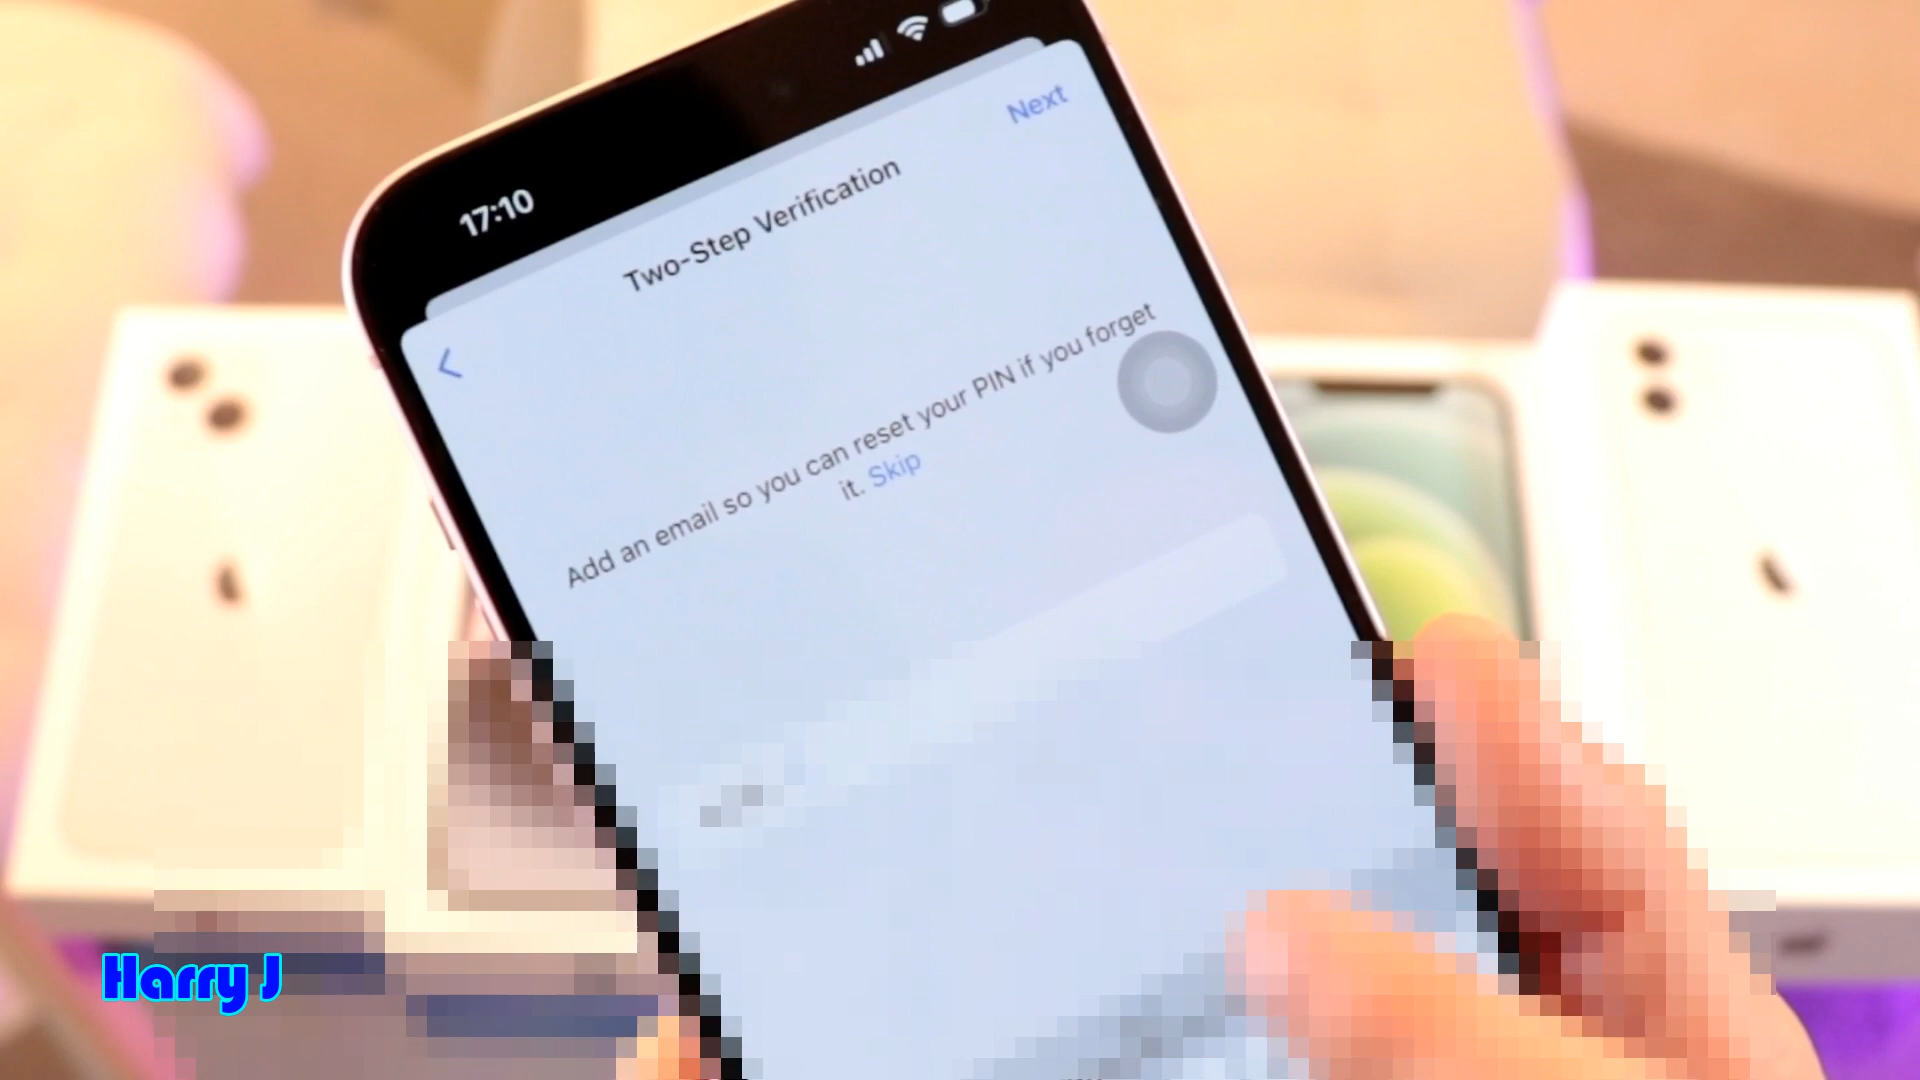 17:10
Next
Two-Step Verification
Add an email so you can reset your PIN if you forget
it. Skip
Harry J